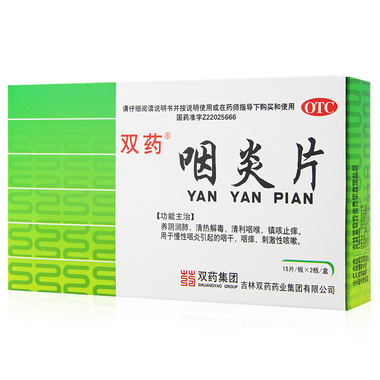 请仔细阅读说明书并按说明使用或在药师指导下购买和使用
国药准字Z22025666
OTC
双药®
咽炎片
YAN YAN PIAN
【功能主治】
养阴润肺，清热解毒，清利咽喉，镇咳止痒。
用于慢性咽炎引起的咽干，咽痒，刺激性咳嗽。
双药集团
SHUANGYAO GROUP
15片/板×2板/盒
吉林双药药业集团有限公司